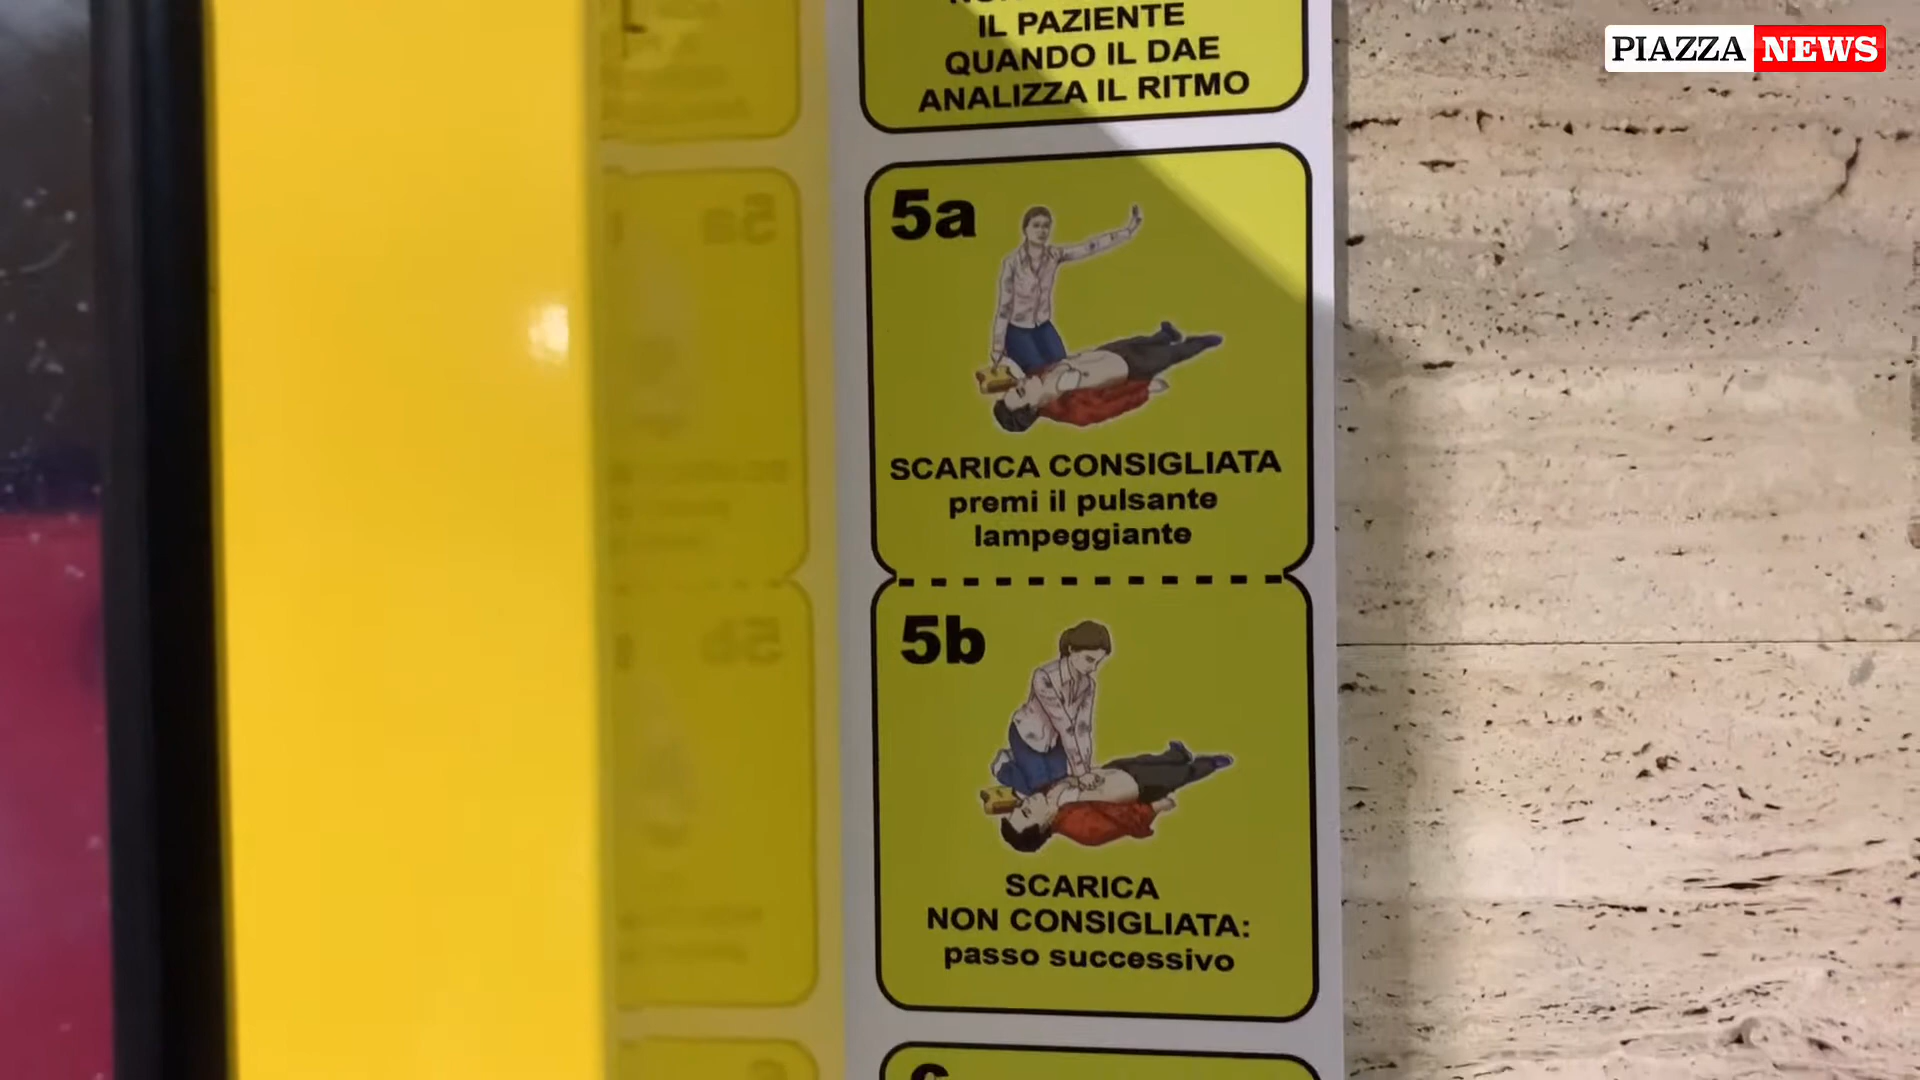 PIAZZA NEWS
IL PAZIENTE
QUANDO IL DAE
ANALIZZA IL RITMO
5a
SCARICA CONSIGLIATA
premi il pulsante
lampeggiante
5b
SCARICA
NON CONSIGLIATA:
passo successivo